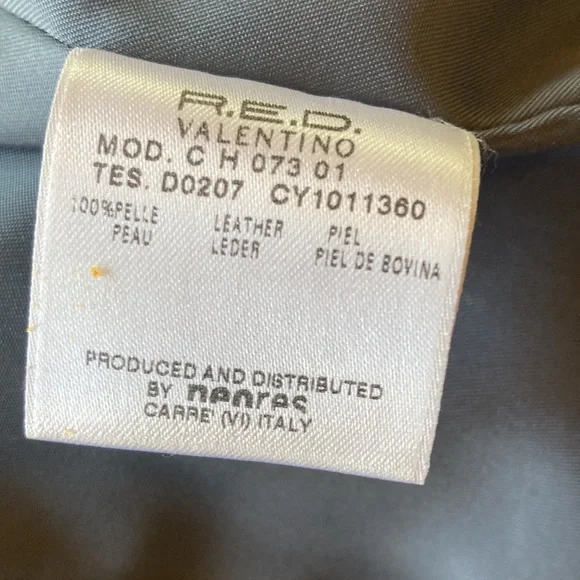 R.E.D.
VALENTINO
MOD. C H 073 01
TES. D0207 CY1011360
100%PELLE LEATHER PIEL
PEAU LEDER PIEL DE BOVINA
PRODUCED AND DISTRIBUTED
BY neores
CARRE' (VI) ITALY